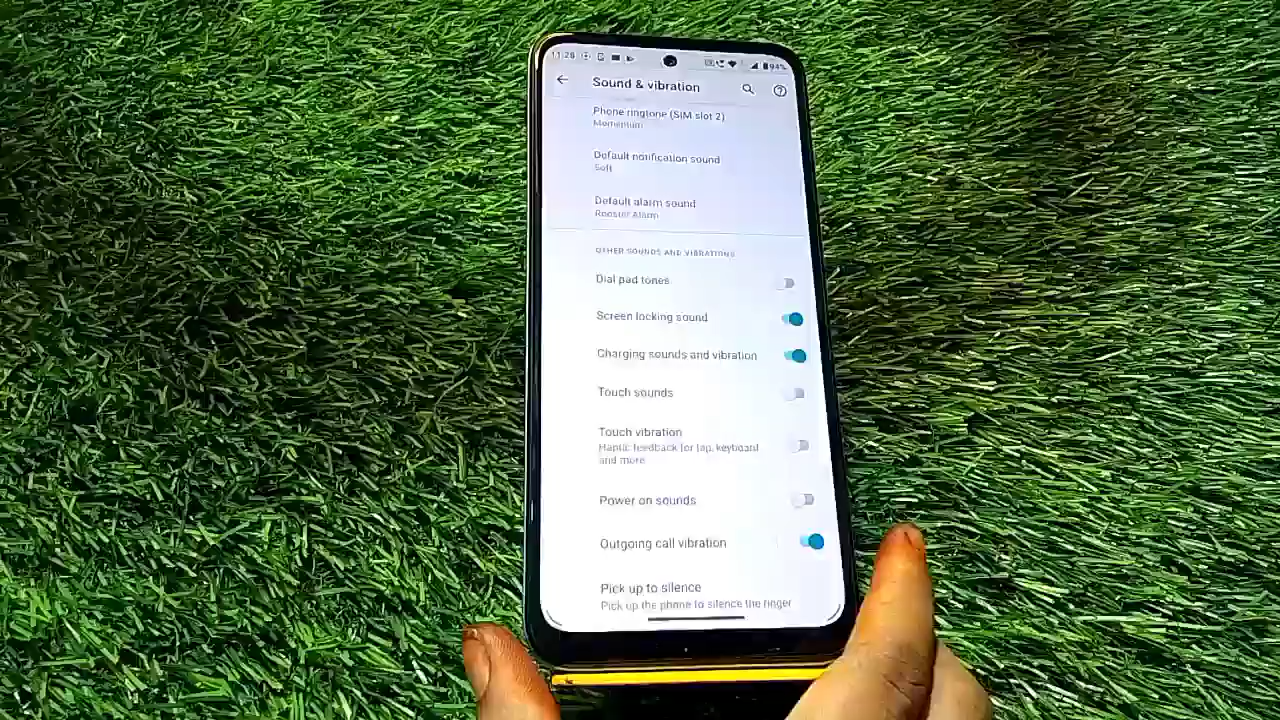 11:28
94%
Sound & vibration
Phone ringtone (SIM slot 2)
Momentum
Default notification sound
Soft
Default alarm sound
Rooster Alarm
OTHER SOUNDS AND VIBRATIONS
Dial pad tones
Screen locking sound
Charging sounds and vibration
Touch sounds
Touch vibration
Haptic feedback for tap, keyboard
and more
Power on sounds
Outgoing call vibration
Pick up to silence
Pick up the phone to silence the ringer